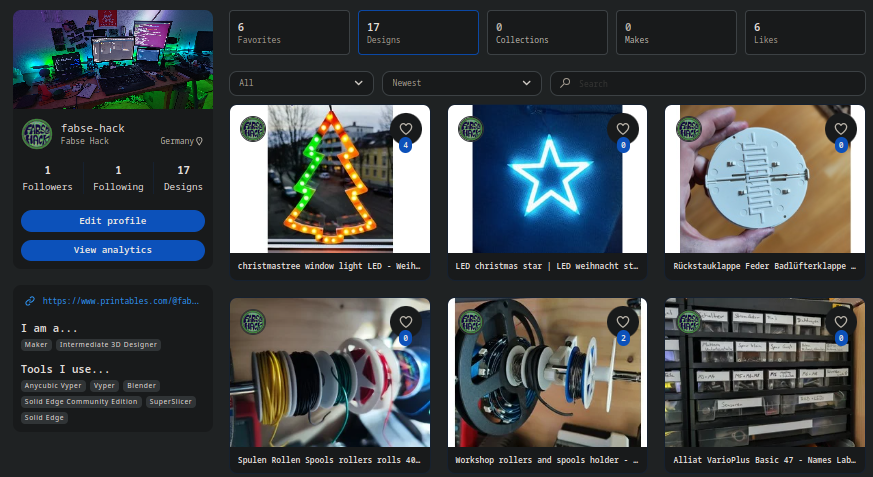 FABSE HACK
fabse-hack
Fabse Hack
Germany
1
Followers
1
Following
17
Designs
Edit profile
View analytics
https://www.printables.com/@fab...
I am a...
Maker
Intermediate 3D Designer
Tools I use...
Anycubic Vyper
Vyper
Blender
Solid Edge Community Edition
SuperSlicer
Solid Edge
6
Favorites
17
Designs
0
Collections
0
Makes
6
Likes
All
Newest
Search
4
christmastree window light LED - Weih…
0
LED christmas star | LED weihnacht st…
0
Rückstauklappe Feder Badlüfterklappe …
0
Spulen Rollen Spools rollers rolls 40…
2
Workshop rollers and spools holder - …
0
Alliat VarioPlus Basic 47 - Names Lab…